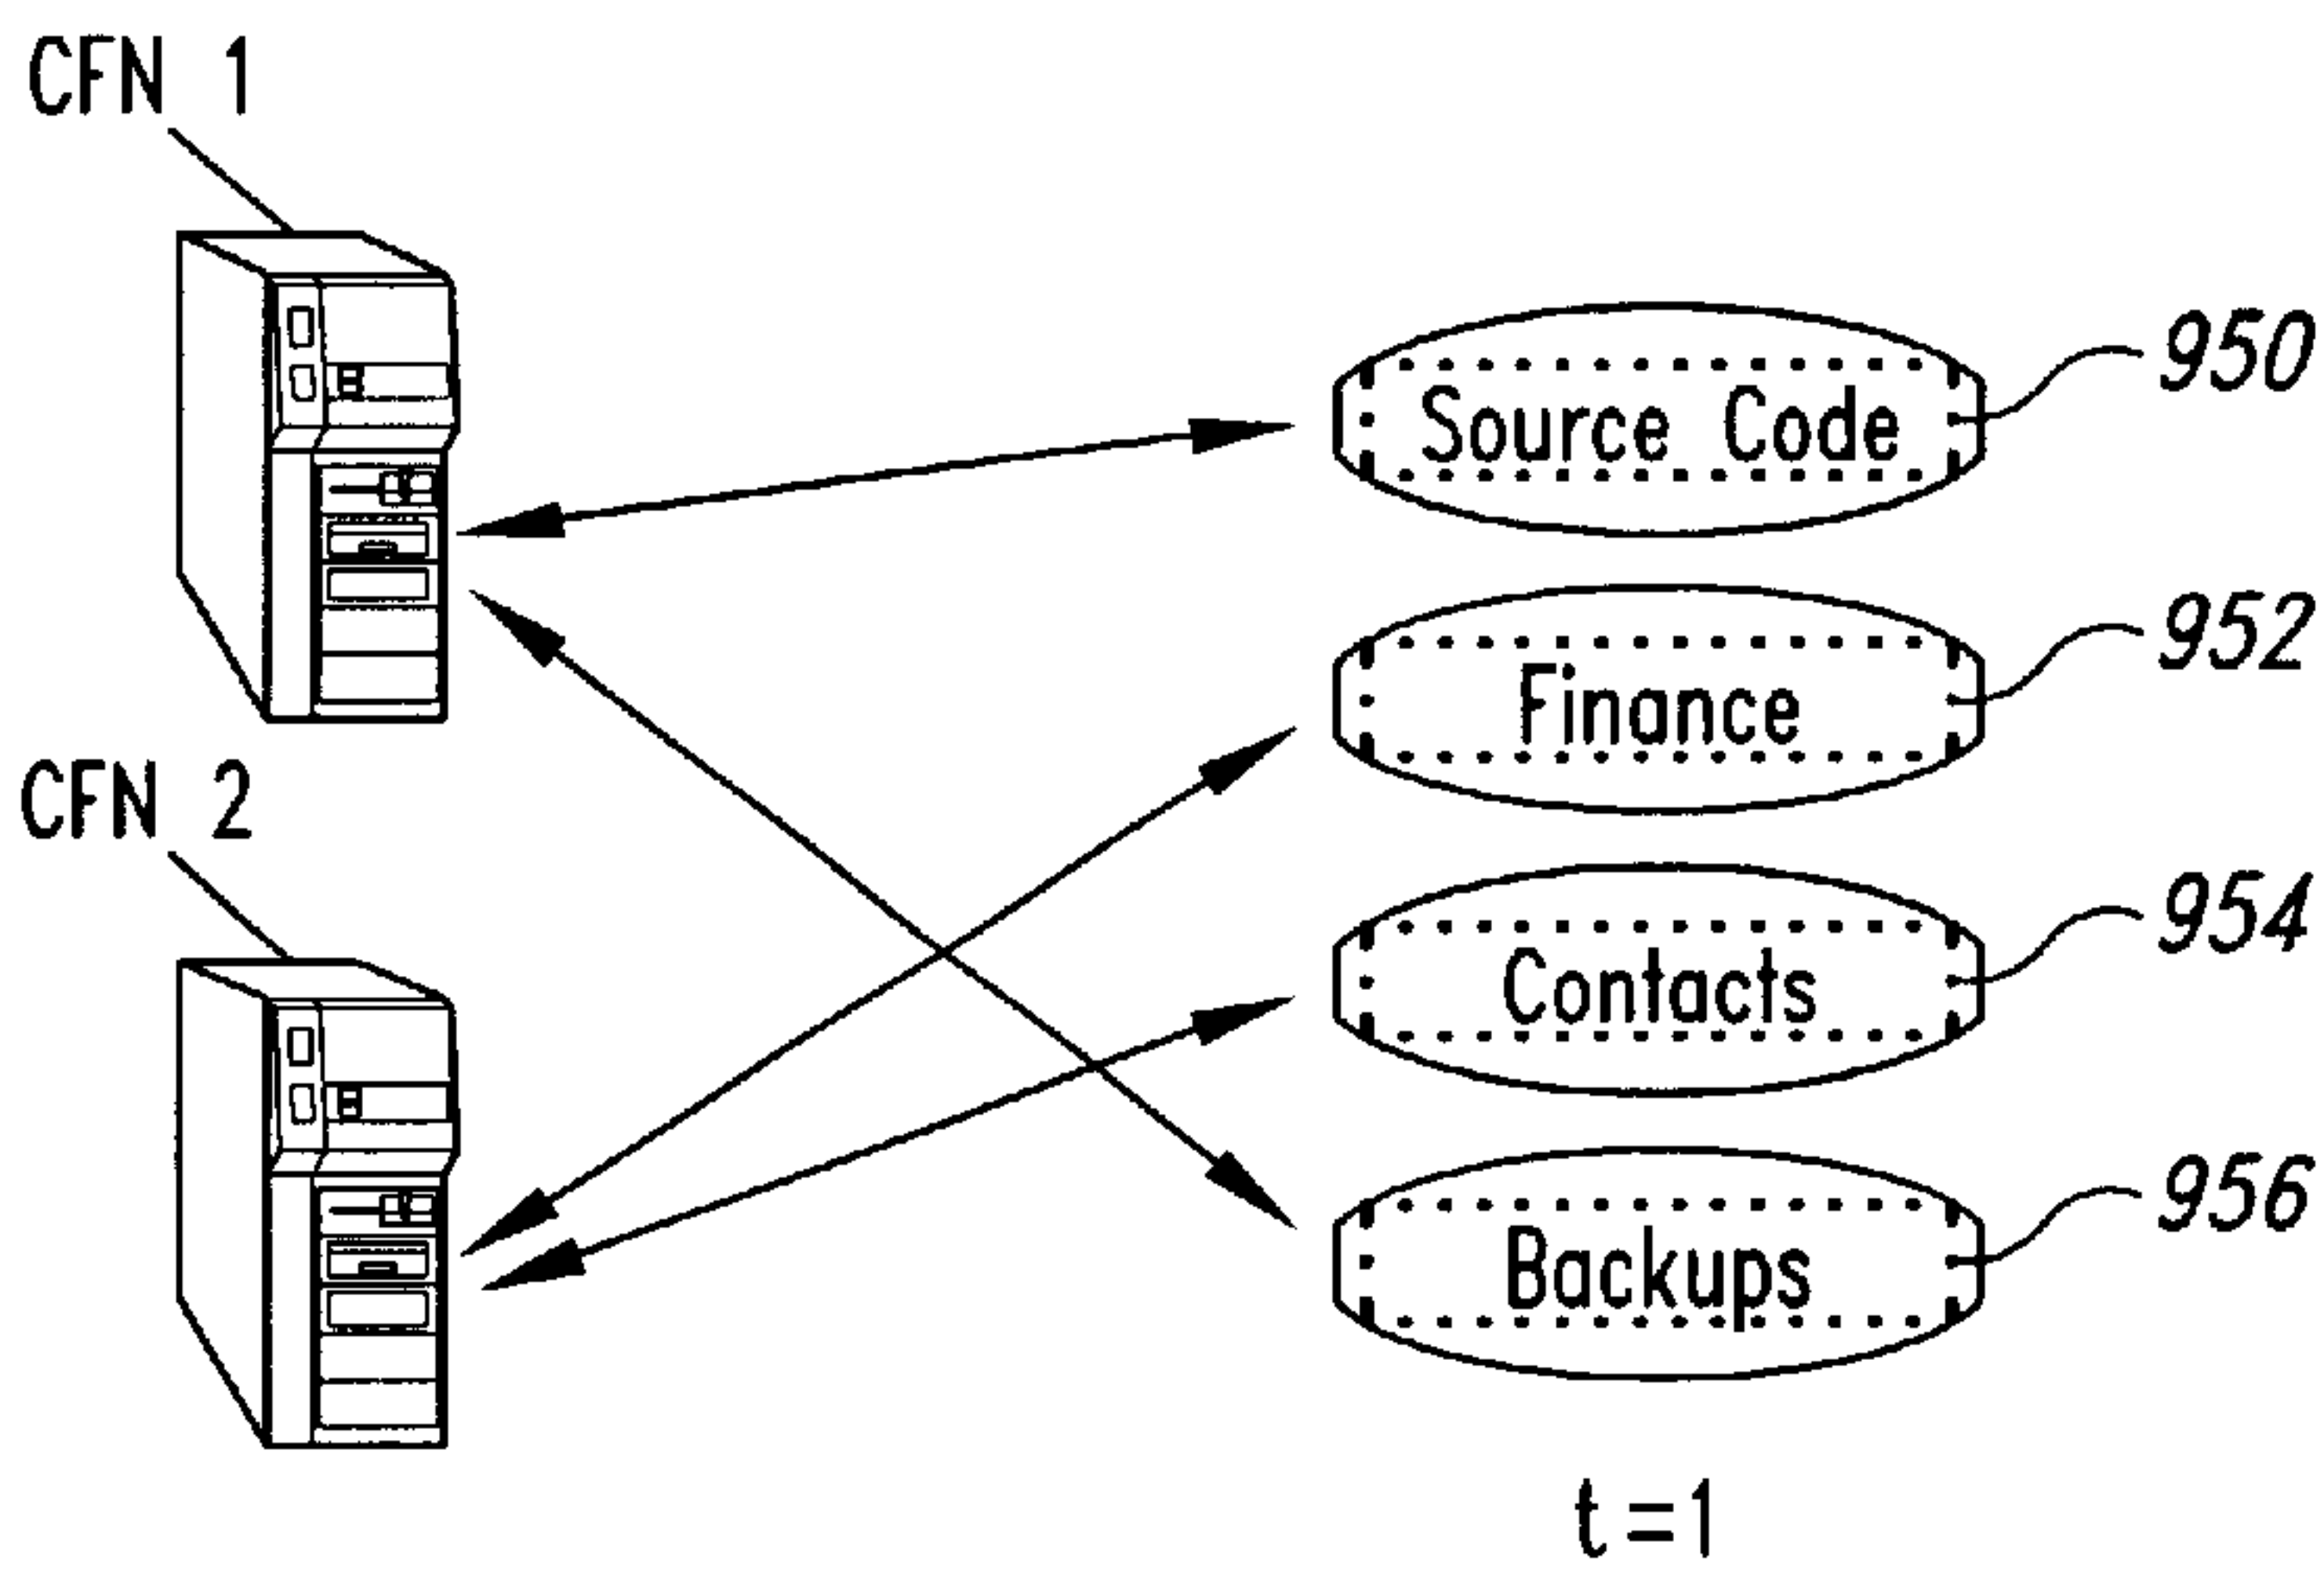 CFN 1
Source Code
950
Finance
952
CFN 2
Contacts
954
Backups
956
t=1